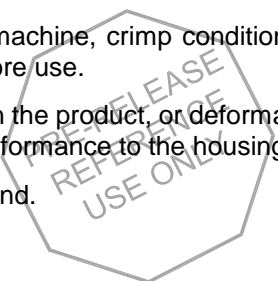 machine, crimp condition
ore use.
n the product, or deforma
formance to the housing
nd.
PRE-RELEASE
REFERENCE
USE ONLY